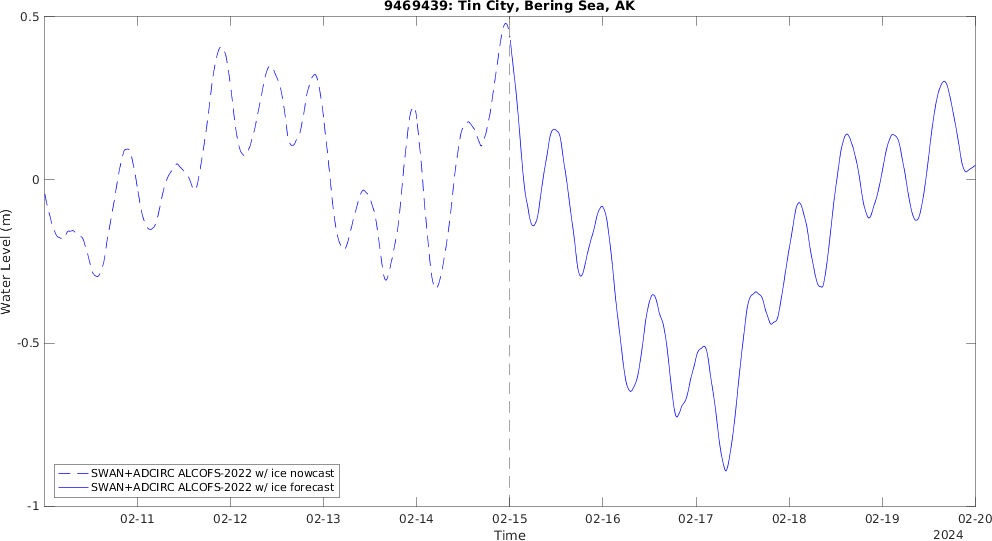 9469439: Tin City, Bering Sea, AK
0.5
0
-0.5
-1
Water Level (m)
SWAN+ADCIRC ALCOFS-2022 w/ ice nowcast
SWAN+ADCIRC ALCOFS-2022 w/ ice forecast
02-11 02-12 02-13 02-14 02-15 02-16 02-17 02-18 02-19 02-20
Time
2024